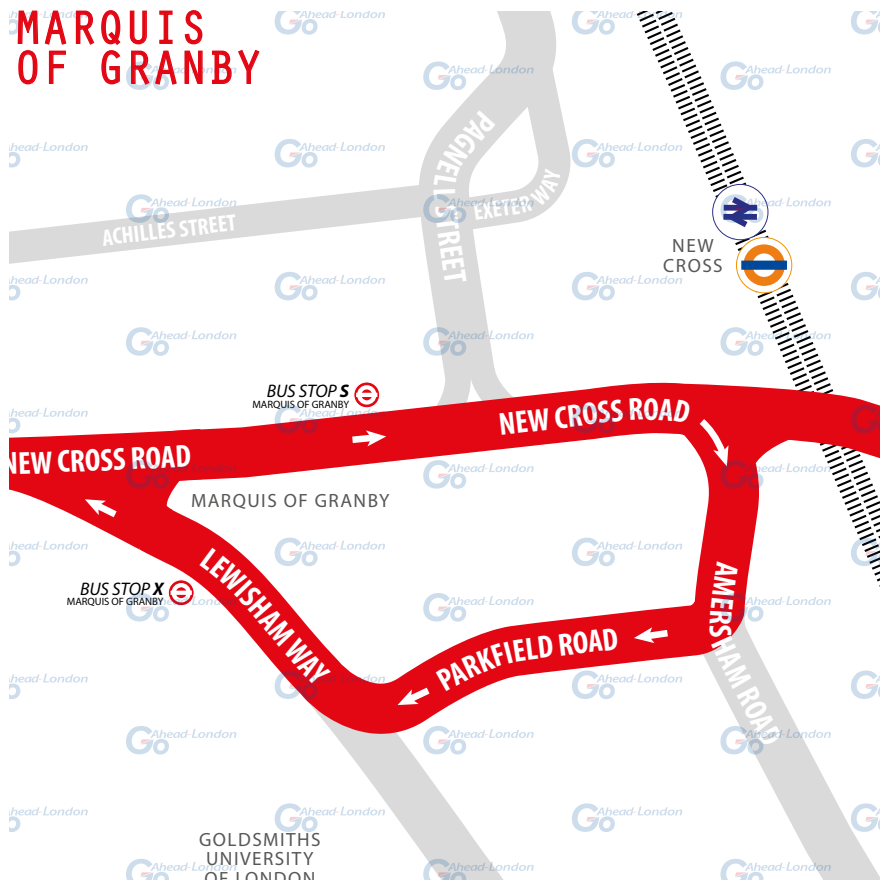 MARQUIS
OF GRANBY
PAGNELL STREET
EXETER WAY
ACHILLES STREET
NEW
CROSS
BUS STOP S
MARQUIS OF GRANBY
NEW CROSS ROAD
NEW CROSS ROAD
MARQUIS OF GRANBY
BUS STOP X
MARQUIS OF GRANBY
LEWISHAM WAY
AMERSHAM ROAD
PARKFIELD ROAD
GOLDSMITHS
UNIVERSITY
OF LONDON
Go Ahead-London